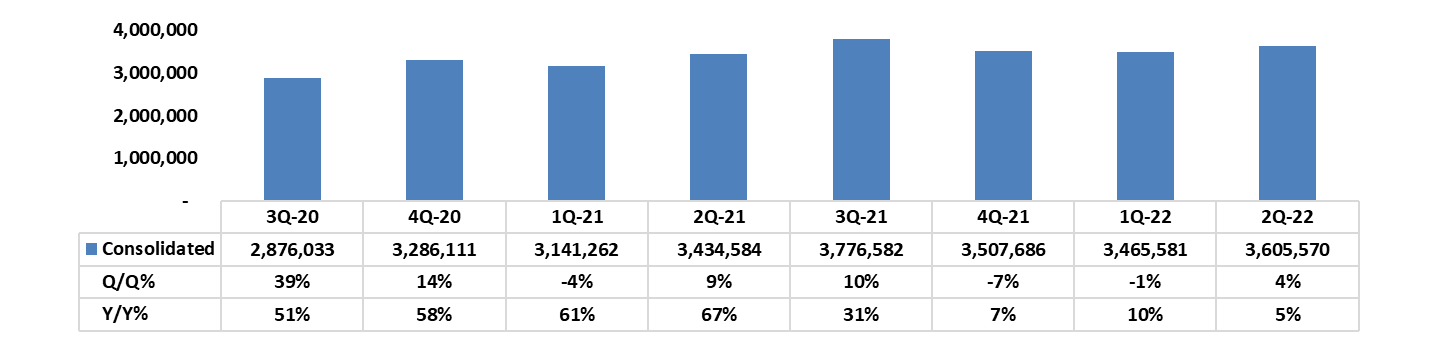 4,000,000
3,000,000
2,000,000
1,000,000
-
3Q-20 4Q-20 1Q-21 2Q-21 3Q-21 4Q-21 1Q-22 2Q-22
Consolidated 2,876,033 3,286,111 3,141,262 3,434,584 3,776,582 3,507,686 3,465,581 3,605,570
Q/Q% 39% 14% -4% 9% 10% -7% -1% 4%
Y/Y% 51% 58% 61% 67% 31% 7% 10% 5%